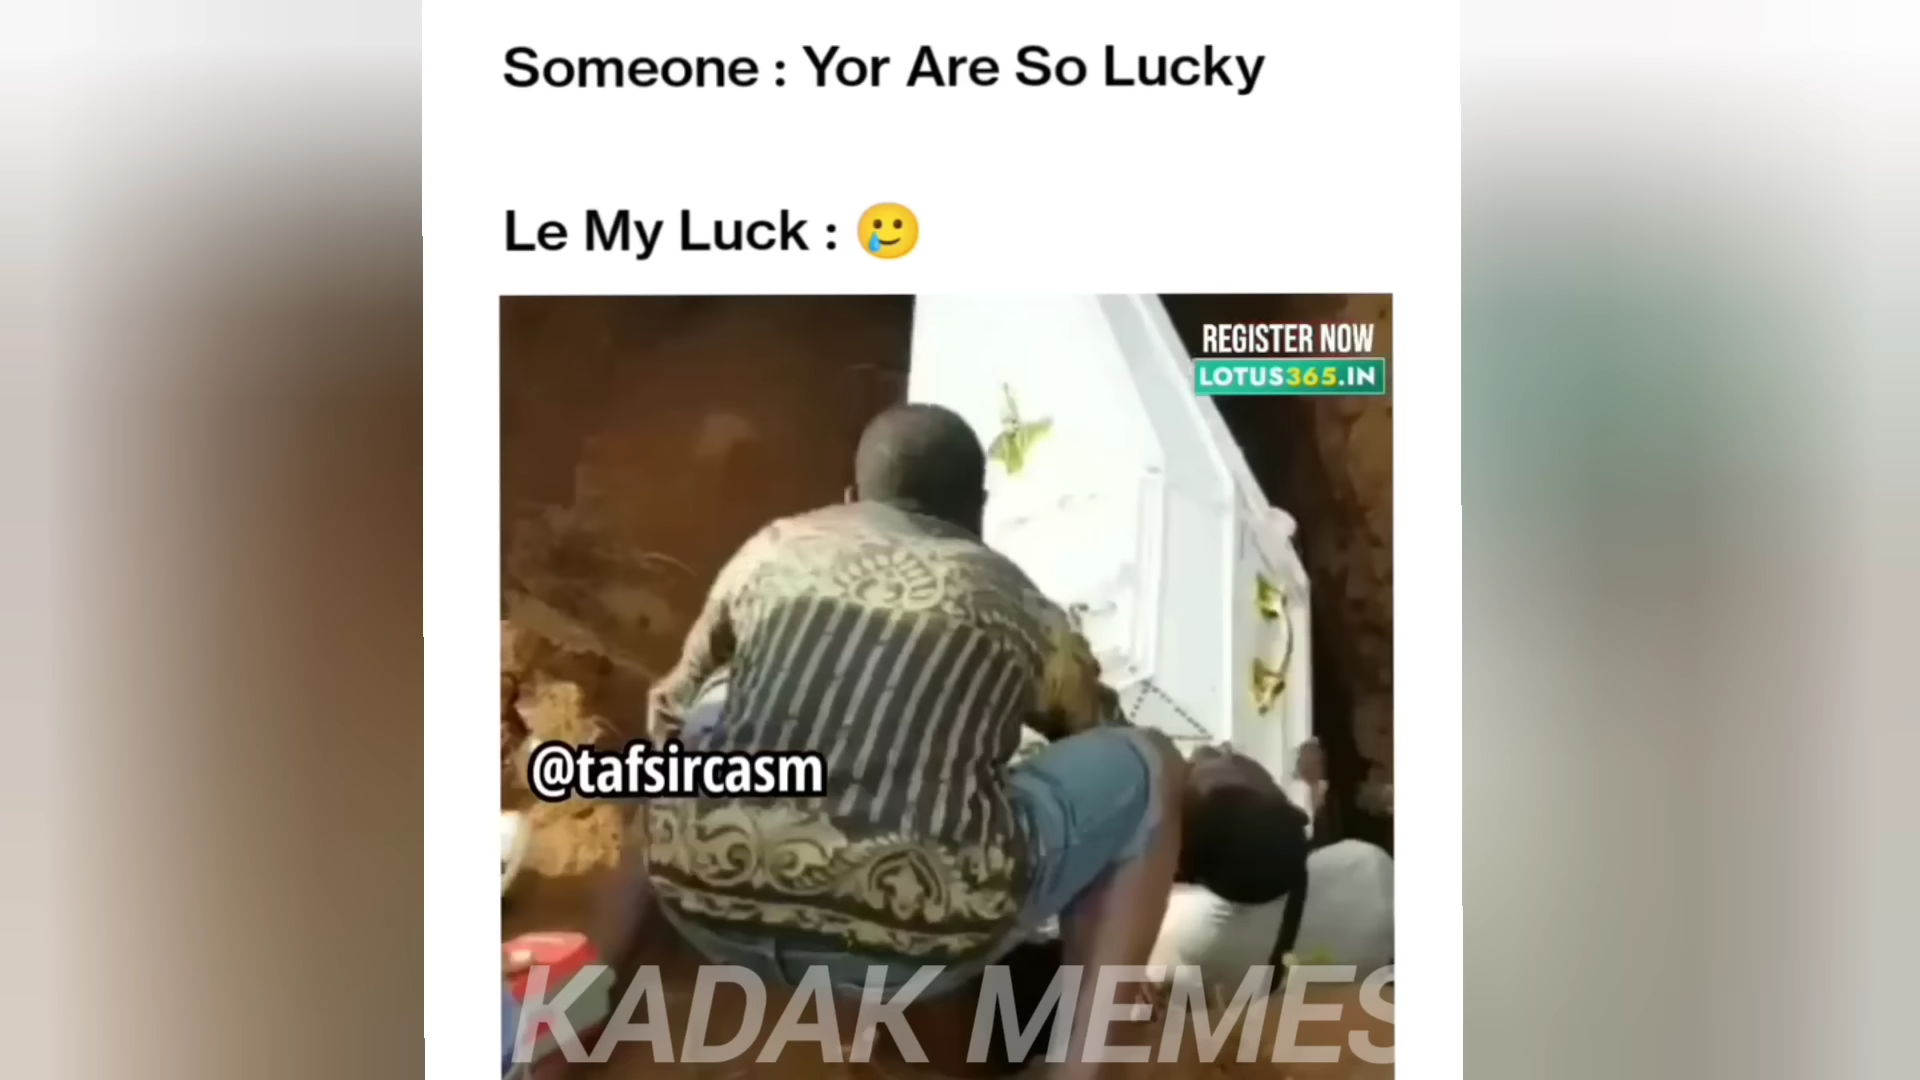 Someone : Yor Are So Lucky
Le My Luck : 🥲
REGISTER NOW
LOTUS365.IN
@tafsircasm
KADAK MEMES